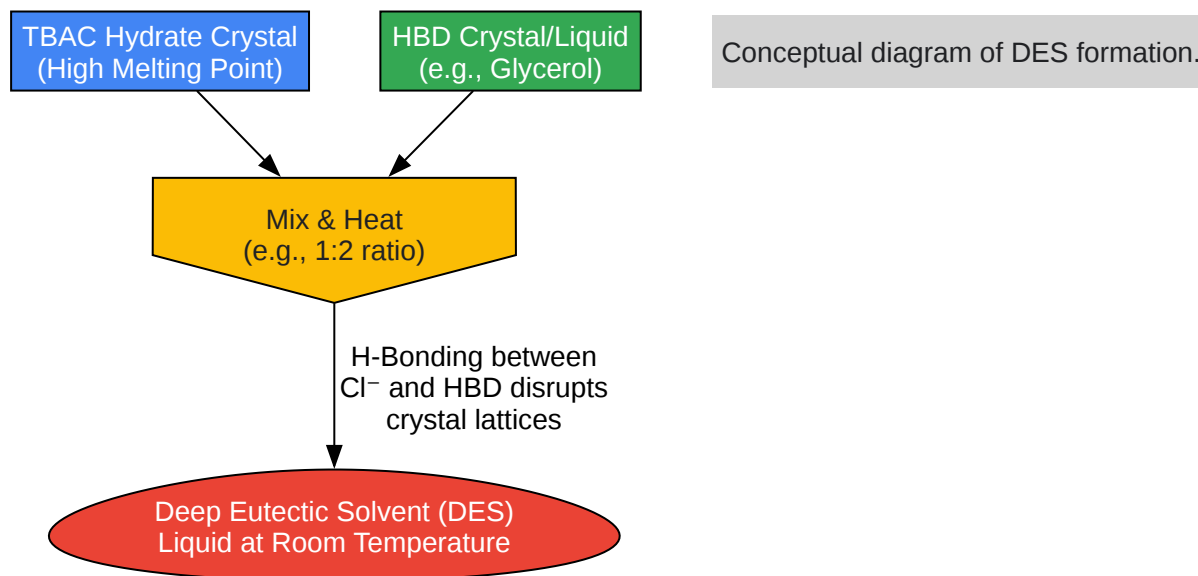 TBAC Hydrate Crystal
(High Melting Point)
HBD Crystal/Liquid
(e.g., Glycerol)
Conceptual diagram of DES formation.
Mix & Heat
(e.g., 1:2 ratio)
H-Bonding between
Cl⁻ and HBD disrupts
crystal lattices
Deep Eutectic Solvent (DES)
Liquid at Room Temperature